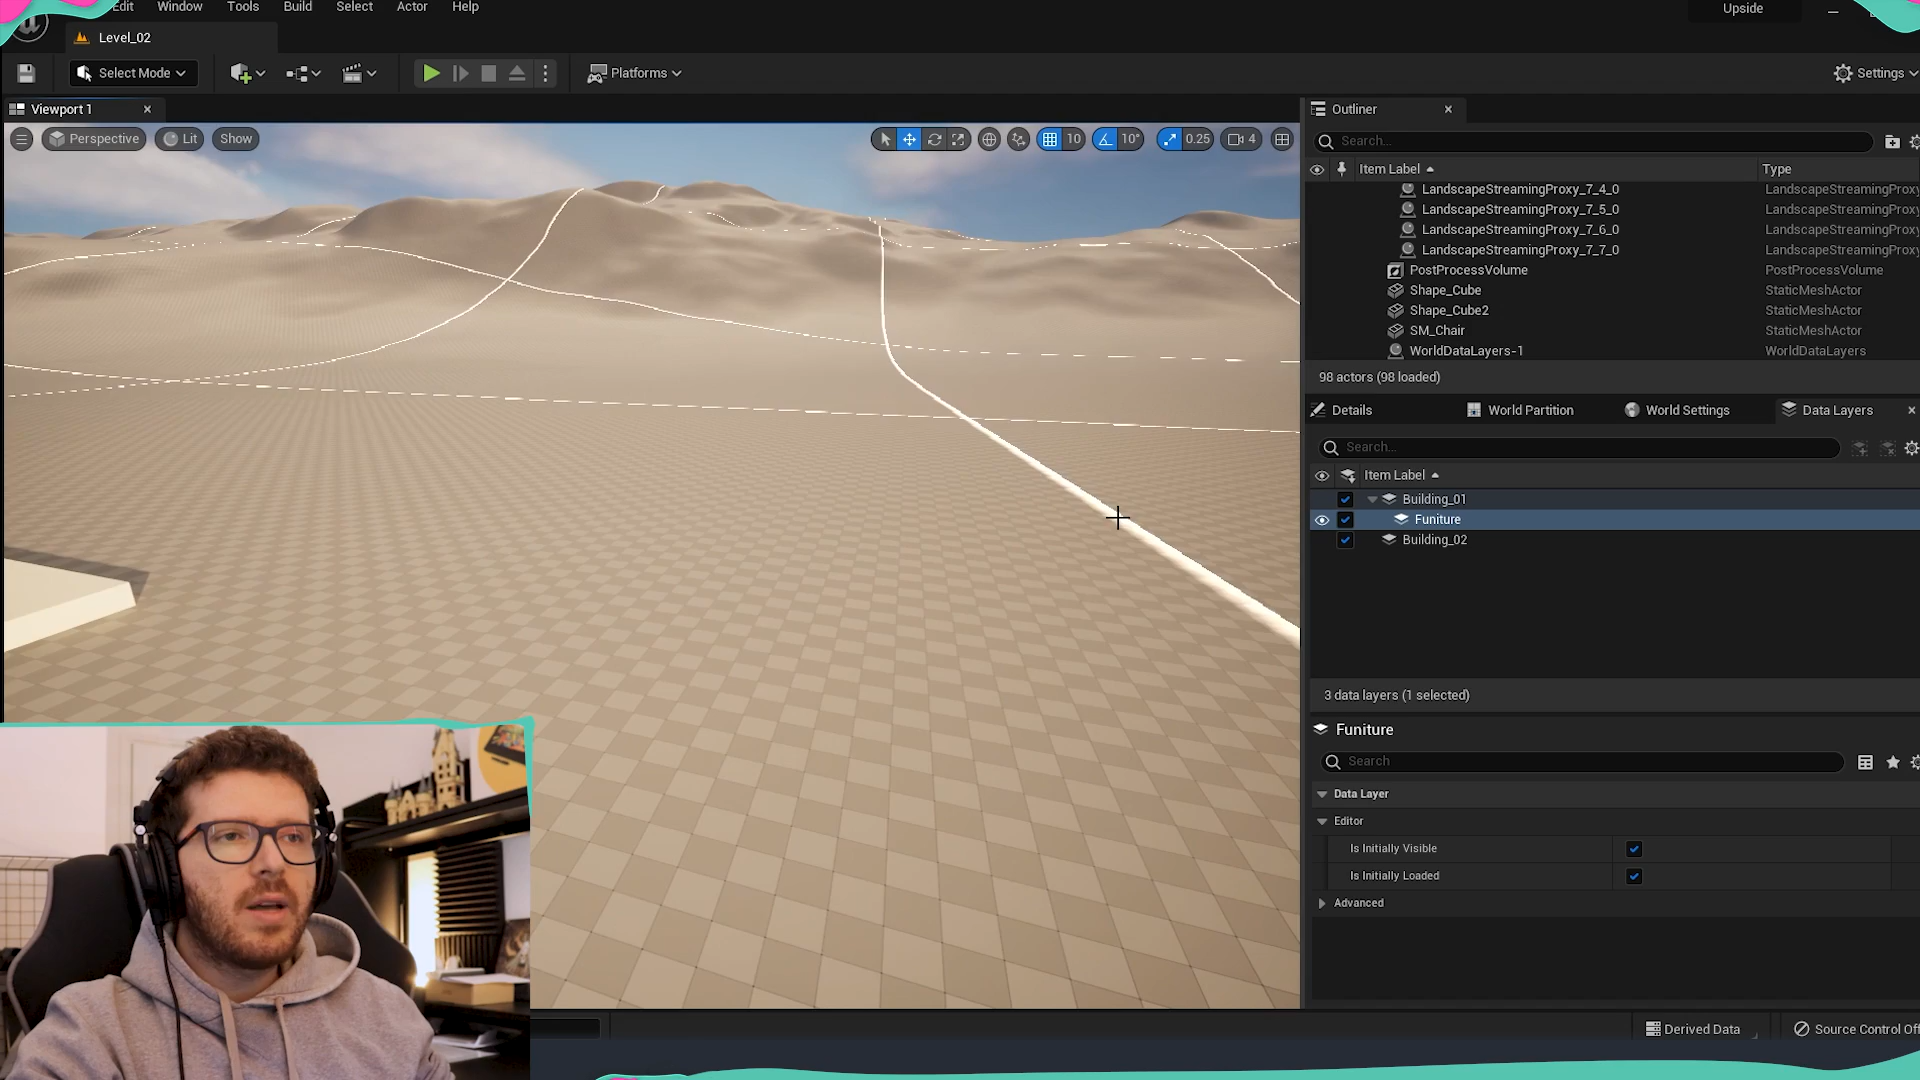 Edit Window Tools Build Select Actor Help
Upside
Level_02
Select Mode
Platforms
Settings
Viewport 1
Perspective
Lit
Show
10
10°
0.25
4
Outliner
Search...
Item Label
Type
LandscapeStreamingProxy_7_4_0 LandscapeStreamingProxy
LandscapeStreamingProxy_7_5_0 LandscapeStreamingProxy
LandscapeStreamingProxy_7_6_0 LandscapeStreamingProxy
LandscapeStreamingProxy_7_7_0 LandscapeStreamingProxy
PostProcessVolume PostProcessVolume
Shape_Cube StaticMeshActor
Shape_Cube2 StaticMeshActor
SM_Chair StaticMeshActor
WorldDataLayers-1 WorldDataLayers
98 actors (98 loaded)
Details World Partition World Settings Data Layers
Search...
Item Label
Building_01
Funiture
Building_02
3 data layers (1 selected)
Funiture
Search
Data Layer
Editor
Is Initially Visible
Is Initially Loaded
Advanced
Derived Data Source Control Off